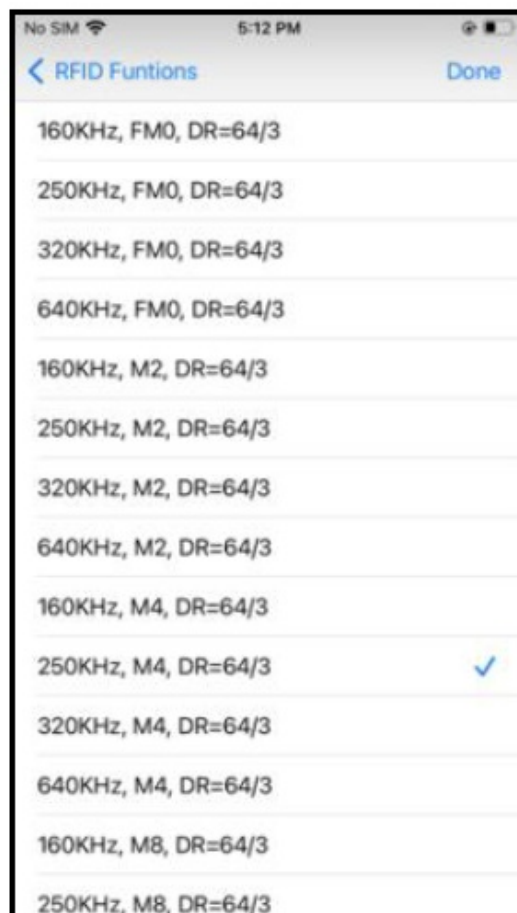 No SIM 5:12 PM
RFID Funtions Done
160KHz, FM0, DR=64/3
250KHz, FM0, DR=64/3
320KHz, FM0, DR=64/3
640KHz, FM0, DR=64/3
160KHz, M2, DR=64/3
250KHz, M2, DR=64/3
320KHz, M2, DR=64/3
640KHz, M2, DR=64/3
160KHz, M4, DR=64/3
250KHz, M4, DR=64/3
320KHz, M4, DR=64/3
640KHz, M4, DR=64/3
160KHz, M8, DR=64/3
250KHz, M8, DR=64/3